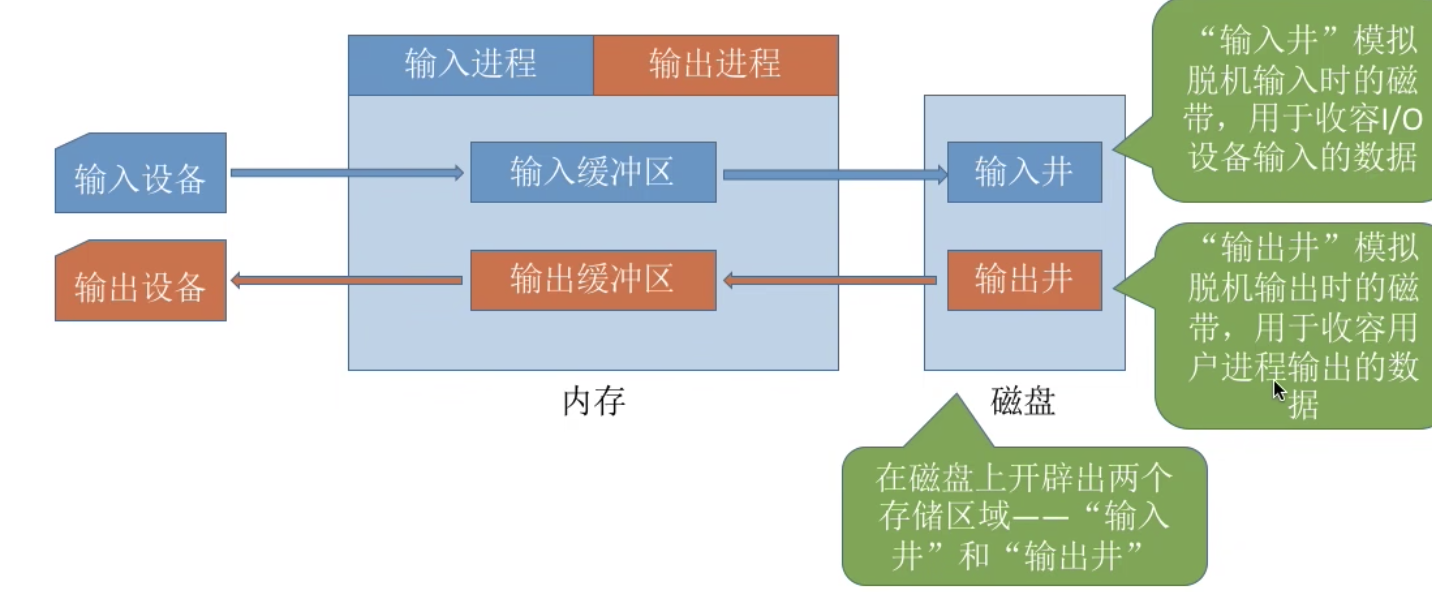 输入进程
输出进程
输入设备
输入缓冲区
输入井
输出设备
输出缓冲区
输出井
内存
磁盘
“输入井”模拟
脱机输入时的磁
带，用于收容I/O
设备输入的数据
“输出井”模拟
脱机输出时的磁
带，用于收容用
户进程输出的数
据
在磁盘上开辟出两个
存储区域——“输入
井”和“输出井”